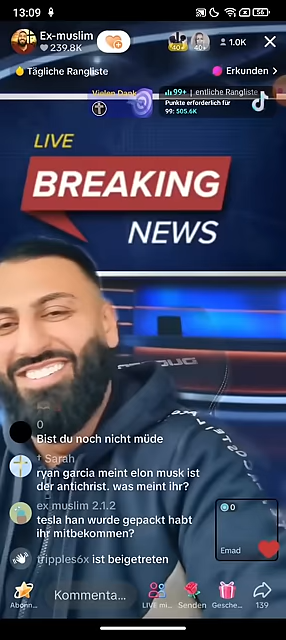 13:09
56
Ex-muslim
239.8K
40+
40+
1.0K
Tägliche Rangliste
Erkunden
Vielen Dank
99+ | entliche Rangliste
Punkte erforderlich für
99: 505.6K
LIVE
BREAKING
NEWS
0
Bist du noch nicht müde
† Sarah
ryan garcia meint elon musk ist
der antichrist. was meint ihr?
ex muslim 2.1.2
tesla han wurde gepackt habt
ihr mitbekommen?
tripples6x ist beigetreten
0
Emad
Kommenta...
Abonn...
LIVE mi...
Senden
Gesche...
139